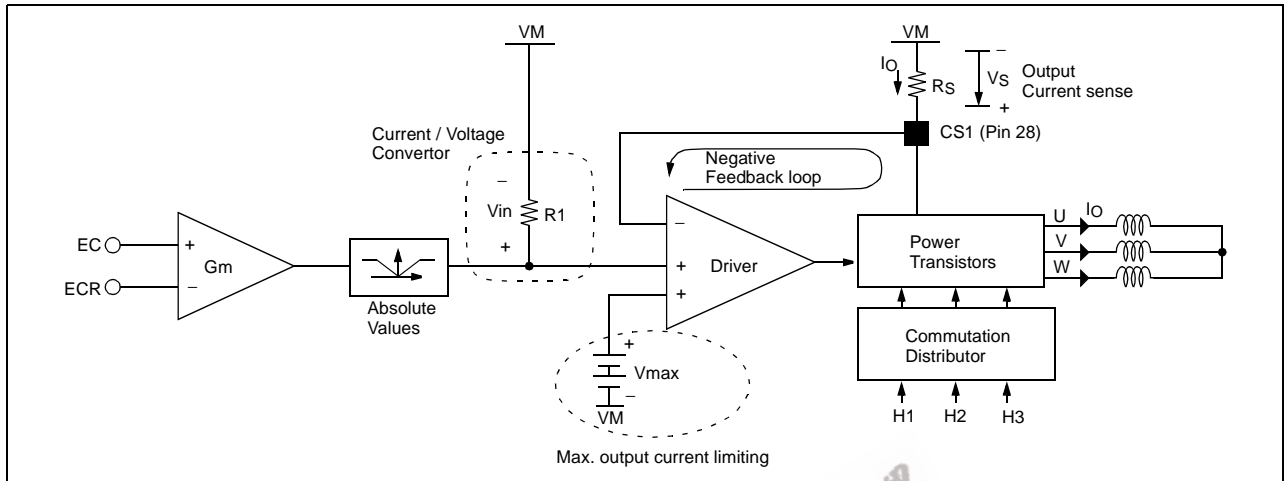 VM
VM
IO
RS
−
VS
+
Output
Current sense
CS1 (Pin 28)
Current / Voltage
Convertor
Negative
Feedback loop
−
Vin
+
R1
EC
ECR
+
−
Gm
Absolute
Values
−
+
+
Driver
Power
Transistors
U
V
W
IO
+
Vmax
−
VM
Commutation
Distributor
H1
H2
H3
Max. output current limiting